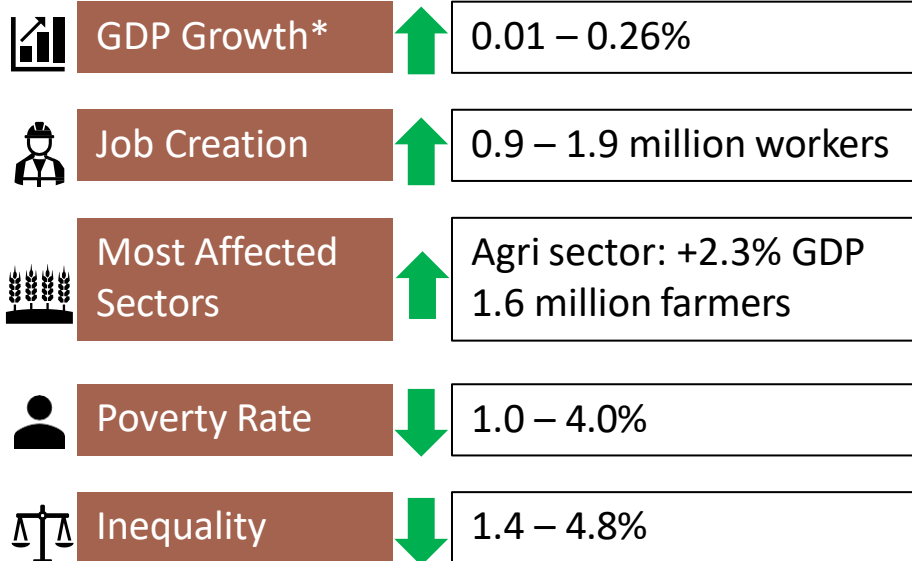 GDP Growth*
0.01 – 0.26%
Job Creation
0.9 – 1.9 million workers
Most Affected
Sectors
Agri sector: +2.3% GDP
1.6 million farmers
Poverty Rate
1.0 – 4.0%
Inequality
1.4 – 4.8%